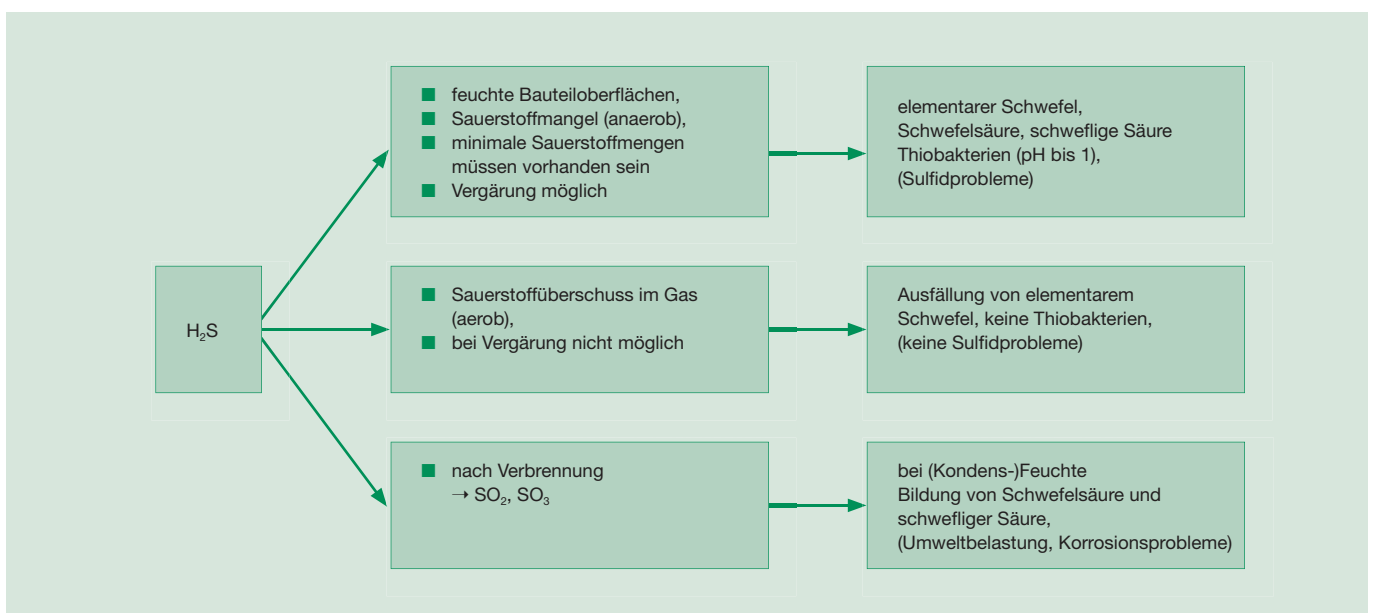 H₂S
■ feuchte Bauteiloberflächen,
■ Sauerstoffmangel (anaerob),
■ minimale Sauerstoffmengen
müssen vorhanden sein
■ Vergärung möglich
elementarer Schwefel,
Schwefelsäure, schweflige Säure
Thiobakterien (pH bis 1),
(Sulfidprobleme)
■ Sauerstoffüberschuss im Gas
(aerob),
■ bei Vergärung nicht möglich
Ausfällung von elementarem
Schwefel, keine Thiobakterien,
(keine Sulfidprobleme)
■ nach Verbrennung
→ SO₂, SO₃
bei (Kondens-)Feuchte
Bildung von Schwefelsäure und
schwefliger Säure,
(Umweltbelastung, Korrosionsprobleme)